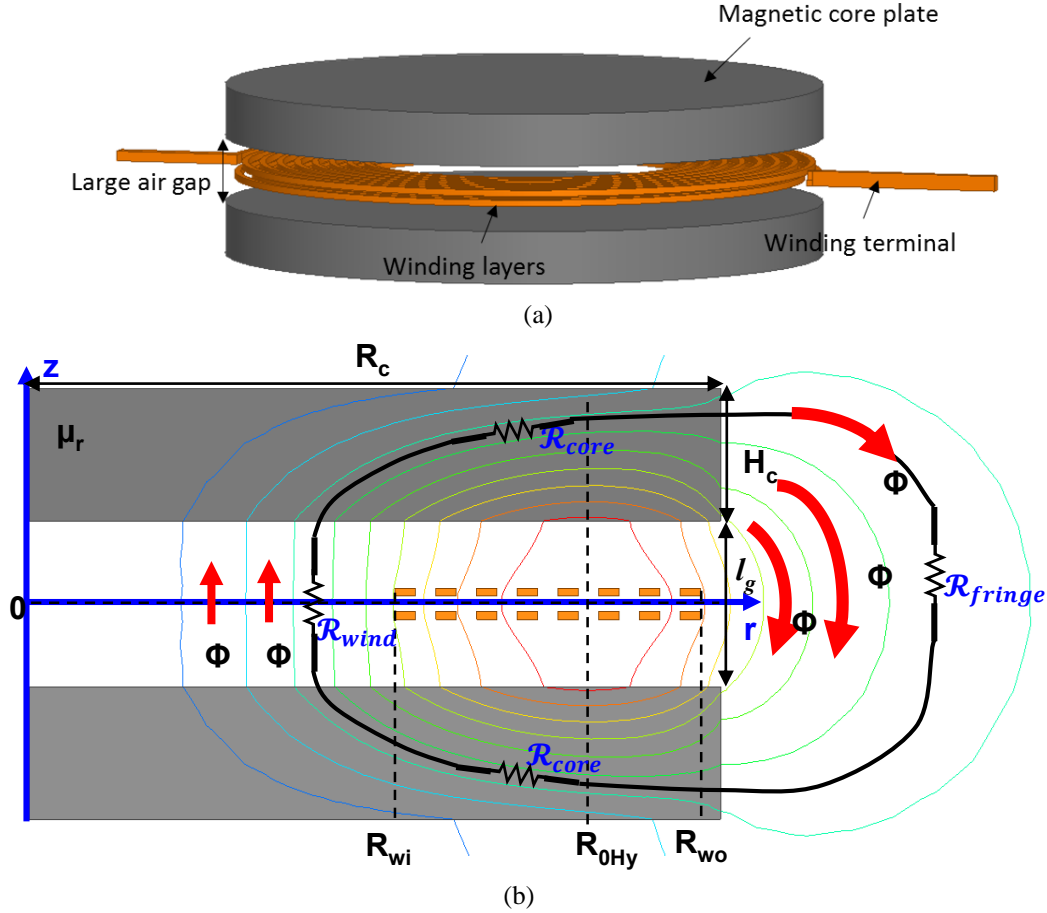 Magnetic core plate
Large air gap
Winding layers
Winding terminal
(a)
z
R_c
μ_r
ℛ_core
H_c
Φ
l_g
Φ
ℛ_fringe
0
r
ℛ_wind
Φ
Φ Φ
ℛ_core
R_wi
R_0Hy
R_wo
(b)